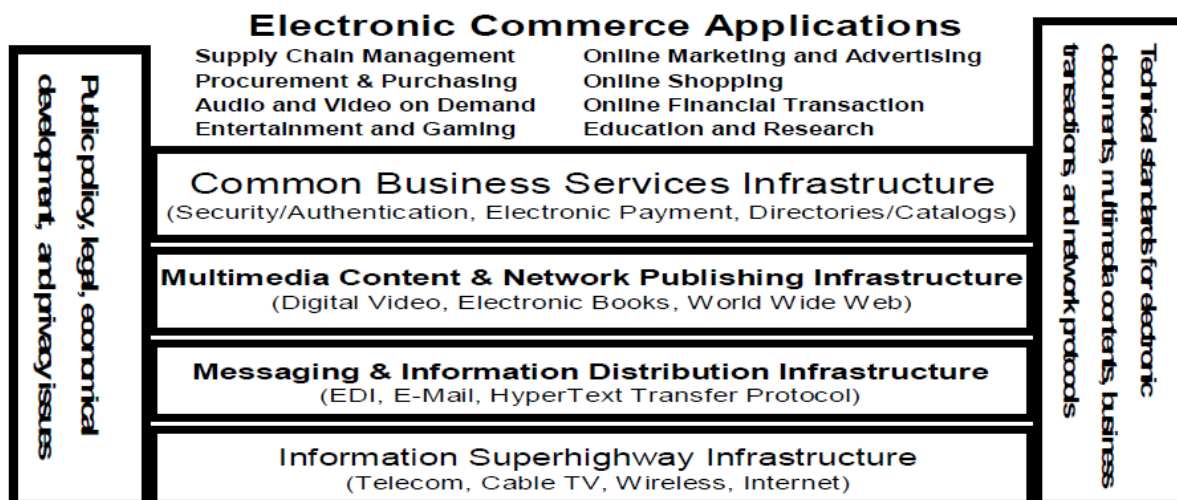 Electronic Commerce Applications
Supply Chain Management
Procurement & Purchasing
Audio and Video on Demand
Entertainment and Gaming
Online Marketing and Advertising
Online Shopping
Online Financial Transaction
Education and Research
Public policy, legal, economical
development, and privacy issues
Common Business Services Infrastructure
(Security/Authentication, Electronic Payment, Directories/Catalogs)
Multimedia Content & Network Publishing Infrastructure
(Digital Video, Electronic Books, World Wide Web)
Messaging & Information Distribution Infrastructure
(EDI, E-Mail, HyperText Transfer Protocol)
Information Superhighway Infrastructure
(Telecom, Cable TV, Wireless, Internet)
Technical standards for electronic
documents, multimedia contents, business
transactions, and network protocols